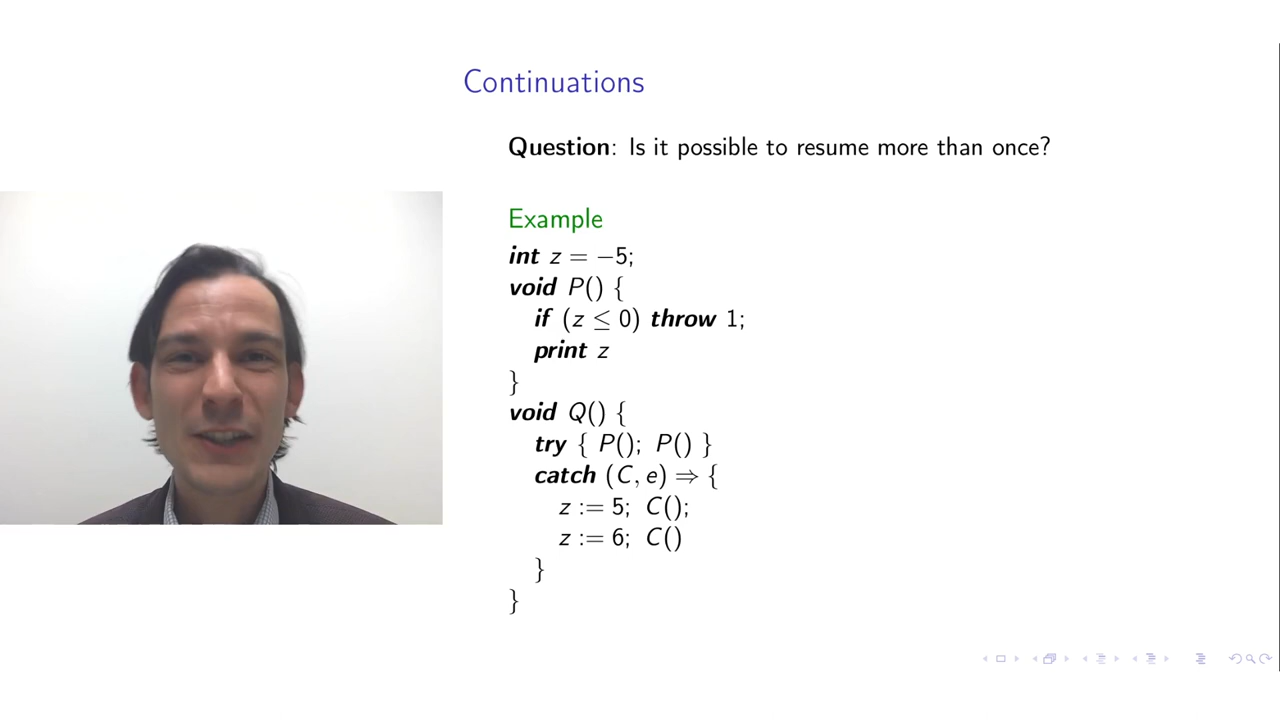 Continuations
Question: Is it possible to resume more than once?
Example
int z = −5;
void P() {
if (z ≤ 0) throw 1;
print z
}
void Q() {
try { P(); P() }
catch (C, e) ⇒ {
z := 5; C();
z := 6; C()
}
}